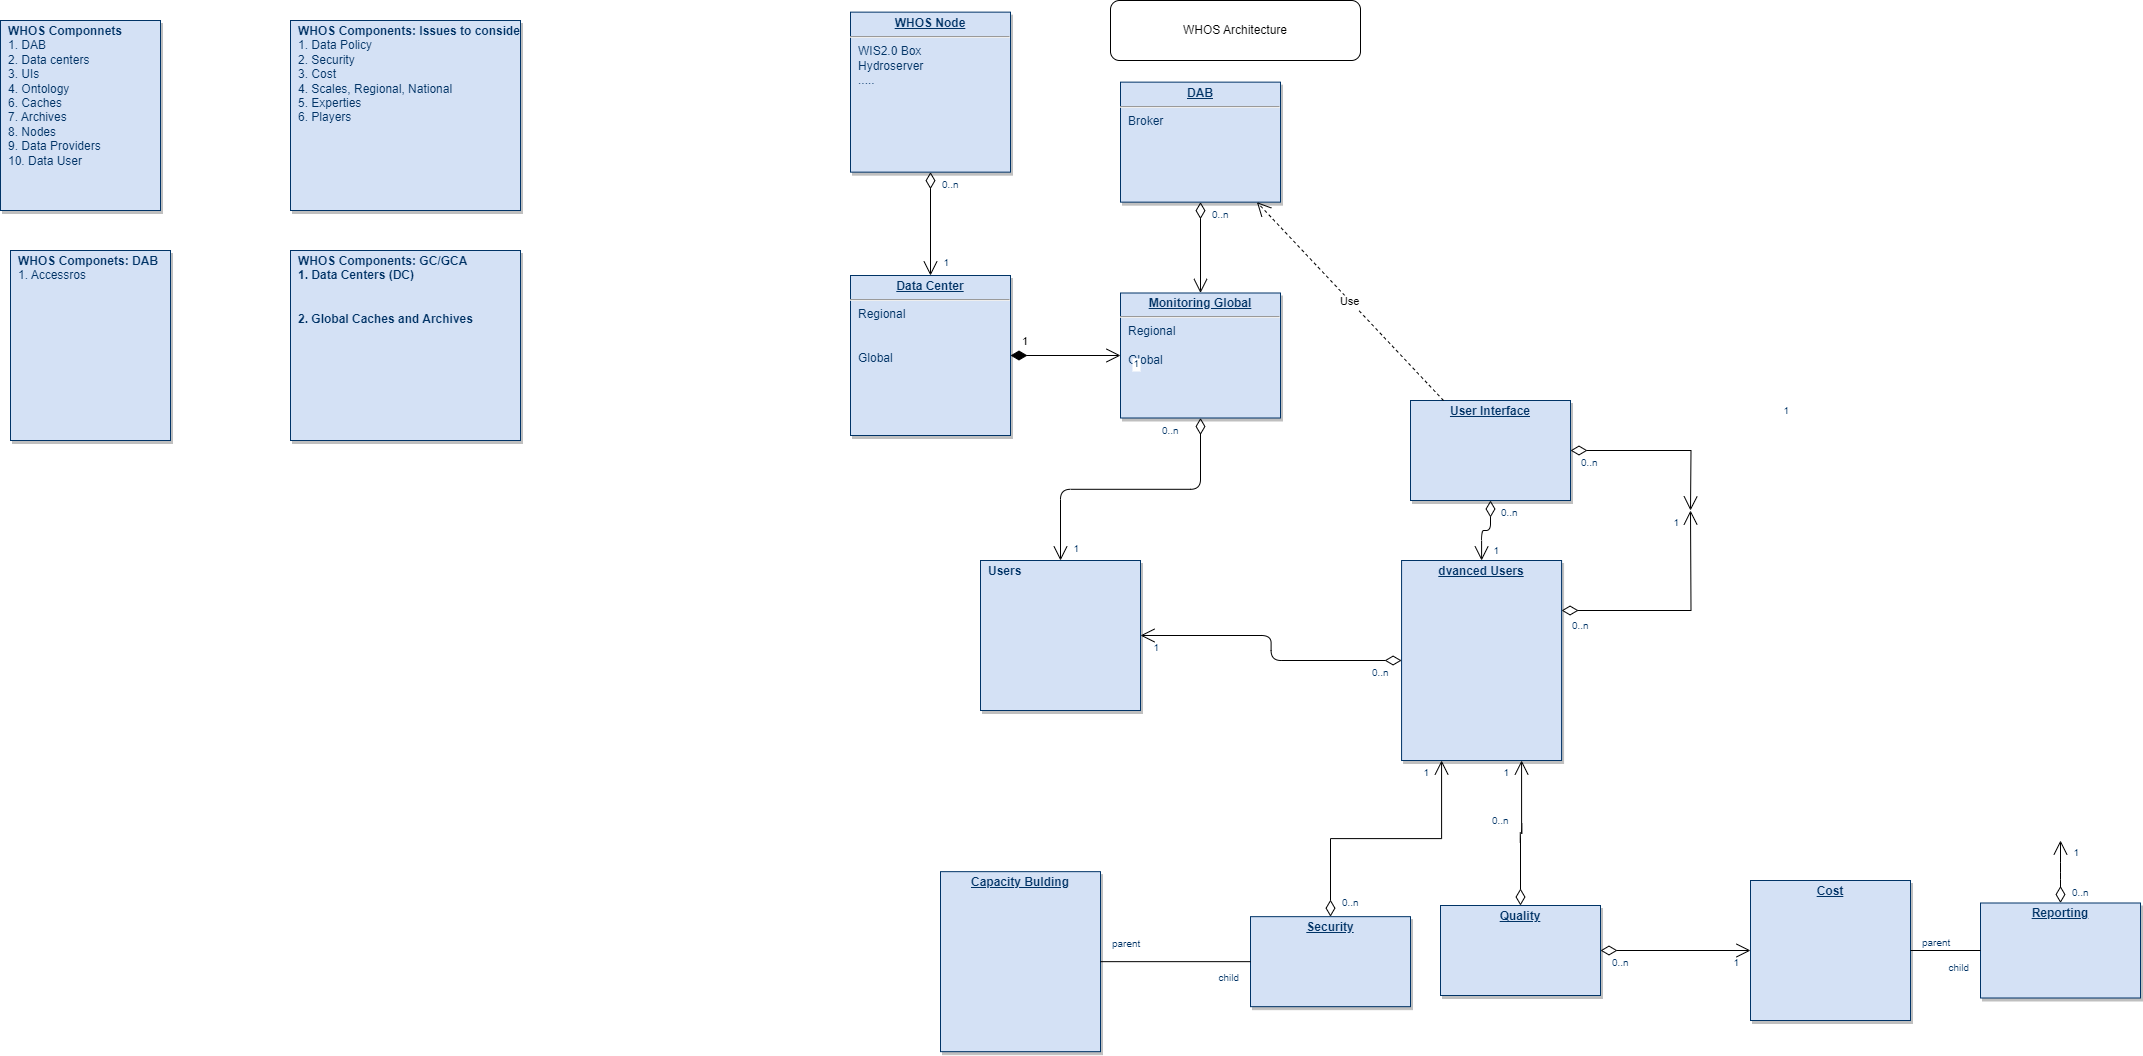 WHOS Componnets
1. DAB
2. Data centers
3. UIs
4. Ontology
6. Caches
7. Archives
8. Nodes
9. Data Providers
10. Data User
WHOS Components: Issues to conside
1. Data Policy
2. Security
3. Cost
4. Scales, Regional, National
5. Experties
6. Players
WHOS Componets: DAB
1. Accessros
WHOS Components: GC/GCA
1. Data Centers (DC)
2. Global Caches and Archives
WHOS Architecture
WHOS Node
WIS2.0 Box
Hydroserver
.....
0..n
1
DAB
Broker
0..n
Data Center
Regional
Global
1
Monitoring Global
Regional
Global
1
0..n
1
Use
User Interface
0..n
0..n
1
1
1
Users
1
dvanced Users
0..n
0..n
1
1
0..n
Capacity Bulding
parent
child
0..n
Security
Quality
0..n
1
Cost
parent
child
1
0..n
Reporting